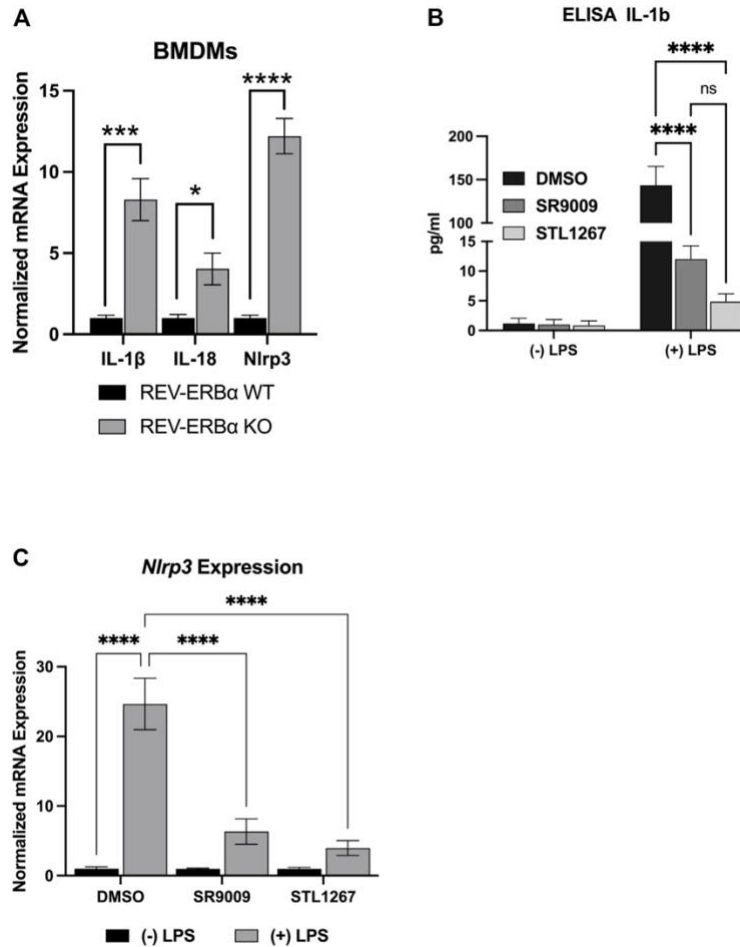 A
BMDMs
Normalized mRNA Expression
15
10
5
0
***
*
****
IL-1β IL-18 Nlrp3
REV-ERBα WT
REV-ERBα KO
B
ELISA IL-1b
pg/ml
200
150
100
15
10
5
0
DMSO
SR9009
STL1267
****
ns
****
(-) LPS (+) LPS
C
Nlrp3 Expression
Normalized mRNA Expression
30
20
10
0
****
**** ****
DMSO SR9009 STL1267
(-) LPS (+) LPS